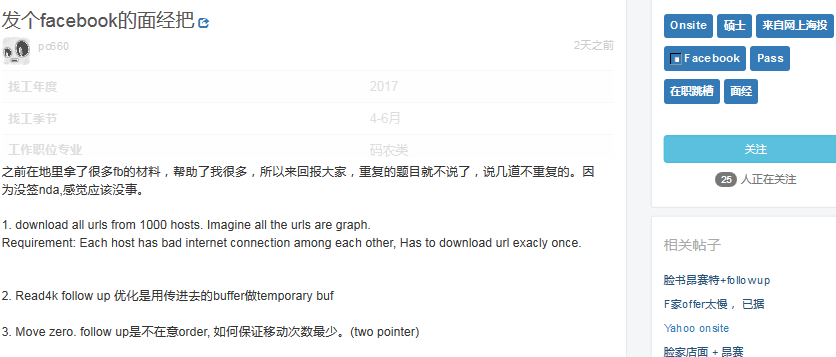 发个facebook的面经把
pc660
2天之前
找工年度 2017
找工季节 4-6月
工作职位专业 码农类
之前在地里拿了很多fb的材料，帮助了我很多，所以来回报大家，重复的题目就不说了，说几道不重复的。因
为没签nda,感觉应该没事。
1. download all urls from 1000 hosts. Imagine all the urls are graph.
Requirement: Each host has bad internet connection among each other, Has to download url exacly once.
2. Read4k follow up 优化是用传进去的buffer做temporary buf
3. Move zero. follow up是不在意order, 如何保证移动次数最少。(two pointer)
Onsite 硕士 来自网上海投
Facebook Pass
在职跳槽 面经
关注
25 人正在关注
相关帖子
脸书昂赛特+followup
F家offer太慢， 已据
Yahoo onsite
脸家店面 + 昂赛